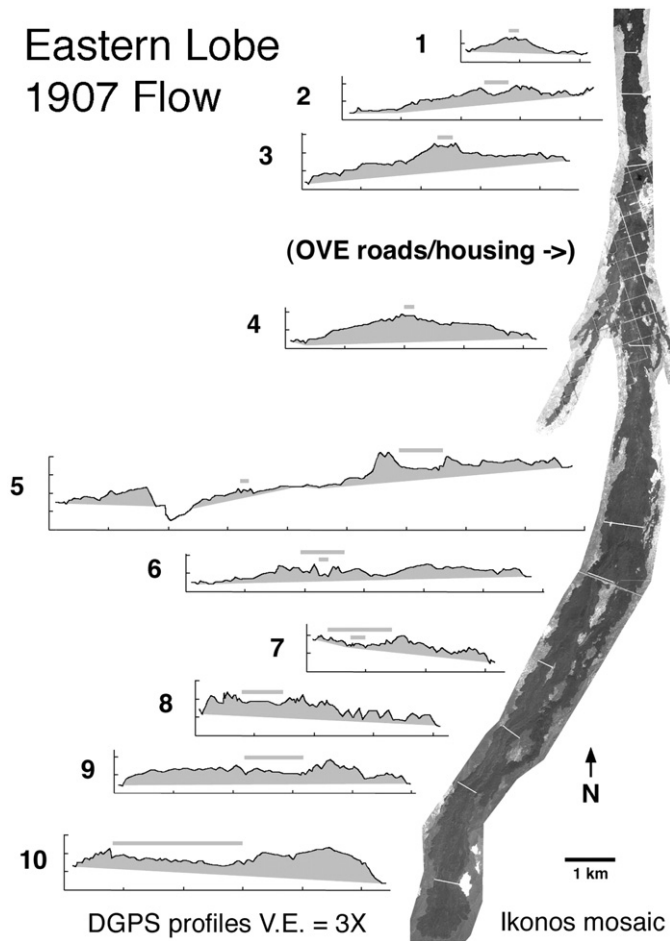 Eastern Lobe
1907 Flow
1
2
3
(OVE roads/housing ->)
4
5
6
7
8
9
N
10
1 km
DGPS profiles V.E. = 3X
Ikonos mosaic